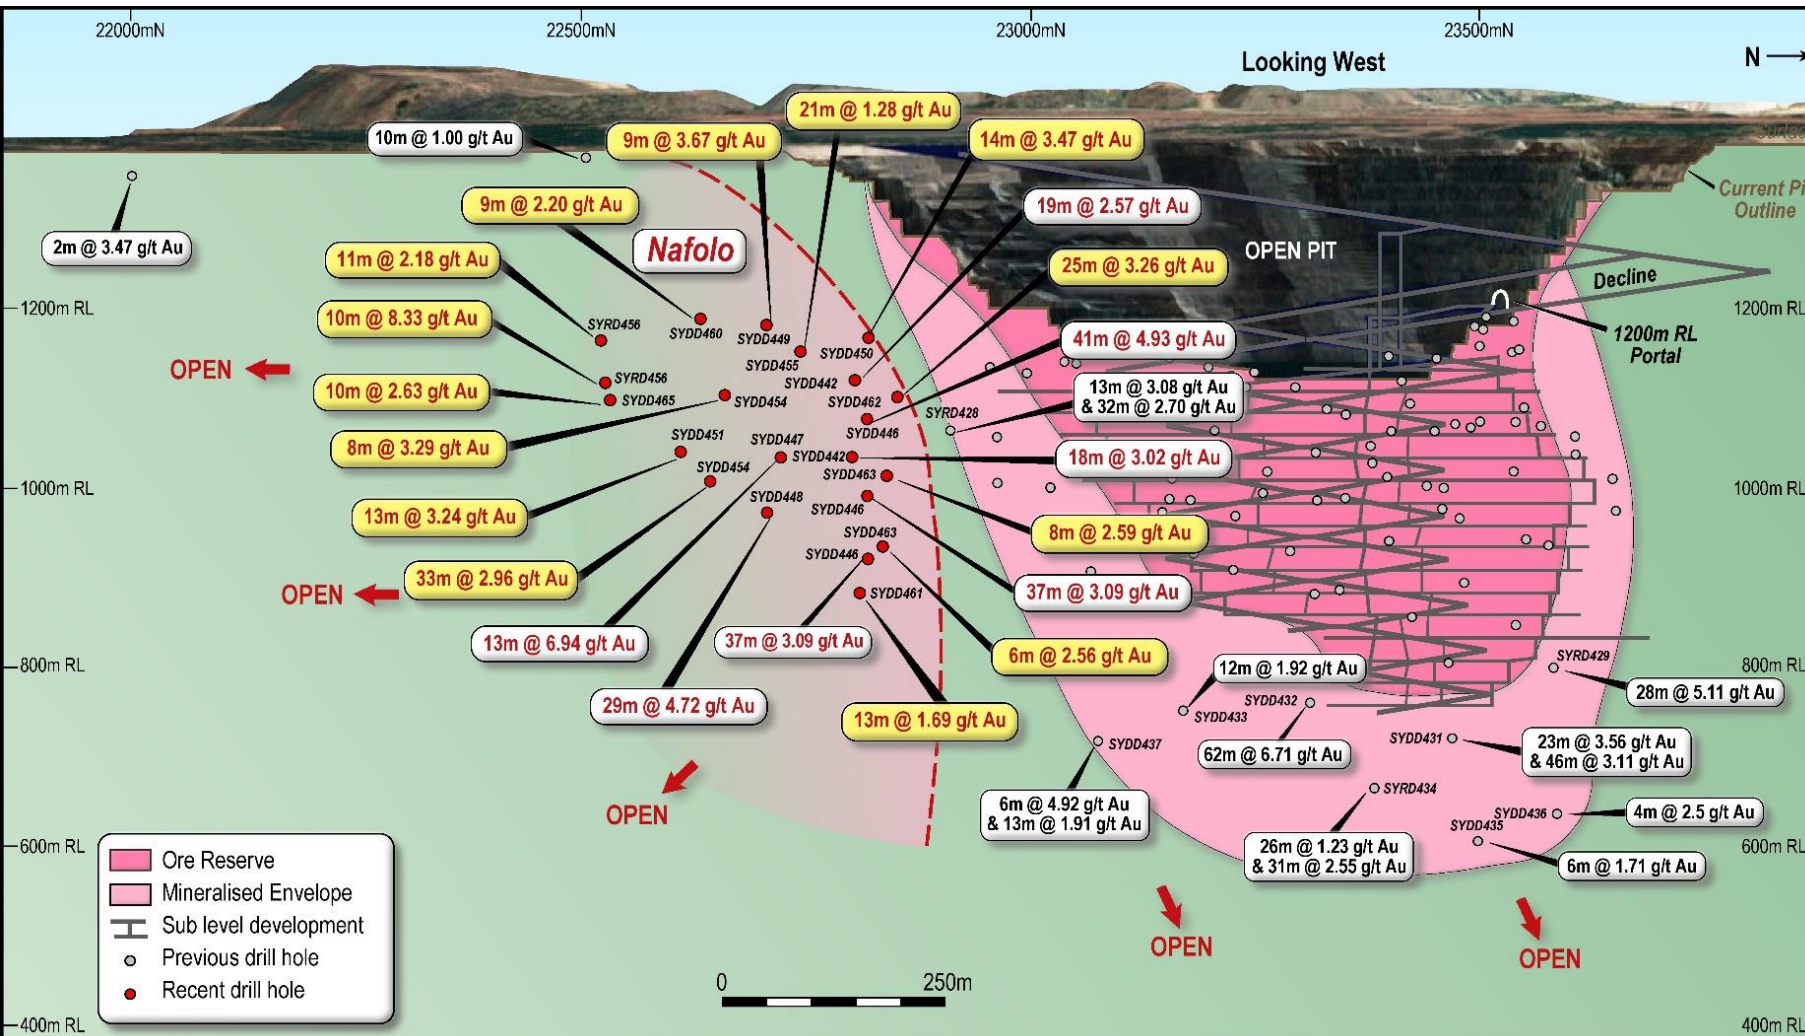 22000mN
22500mN
23000mN
23500mN
Looking West
N
21m @ 1.28 g/t Au
10m @ 1.00 g/t Au
9m @ 3.67 g/t Au
14m @ 3.47 g/t Au
Current Pi
Outline
9m @ 2.20 g/t Au
19m @ 2.57 g/t Au
2m @ 3.47 g/t Au
Nafolo
OPEN PIT
11m @ 2.18 g/t Au
25m @ 3.26 g/t Au
Decline
1200m RL
1200m RL
10m @ 8.33 g/t Au
SYRD456
SYDD460
SYDD449
SYDD455
SYDD450
41m @ 4.93 g/t Au
1200m RL
Portal
OPEN
SYRD456
SYDD442
10m @ 2.63 g/t Au
SYDD465
SYDD454
SYDD462
SYRD428
13m @ 3.08 g/t Au
& 32m @ 2.70 g/t Au
8m @ 3.29 g/t Au
SYDD451
SYDD447
SYDD446
SYDD442
18m @ 3.02 g/t Au
SYDD454
SYDD463
1000m RL
1000m RL
SYDD448
SYDD446
13m @ 3.24 g/t Au
SYDD463
8m @ 2.59 g/t Au
SYDD446
33m @ 2.96 g/t Au
OPEN
SYDD461
37m @ 3.09 g/t Au
13m @ 6.94 g/t Au
37m @ 3.09 g/t Au
6m @ 2.56 g/t Au
800m RL
800m RL
12m @ 1.92 g/t Au
SYRD429
28m @ 5.11 g/t Au
29m @ 4.72 g/t Au
13m @ 1.69 g/t Au
SYDD433
SYDD432
SYDD437
62m @ 6.71 g/t Au
SYDD431
23m @ 3.56 g/t Au
& 46m @ 3.11 g/t Au
OPEN
6m @ 4.92 g/t Au
& 13m @ 1.91 g/t Au
SYRD434
SYDD436
4m @ 2.5 g/t Au
SYDD435
26m @ 1.23 g/t Au
& 31m @ 2.55 g/t Au
6m @ 1.71 g/t Au
600m RL
600m RL
Ore Reserve
Mineralised Envelope
Sub level development
Previous drill hole
Recent drill hole
OPEN
OPEN
0
250m
400m RL
400m RL